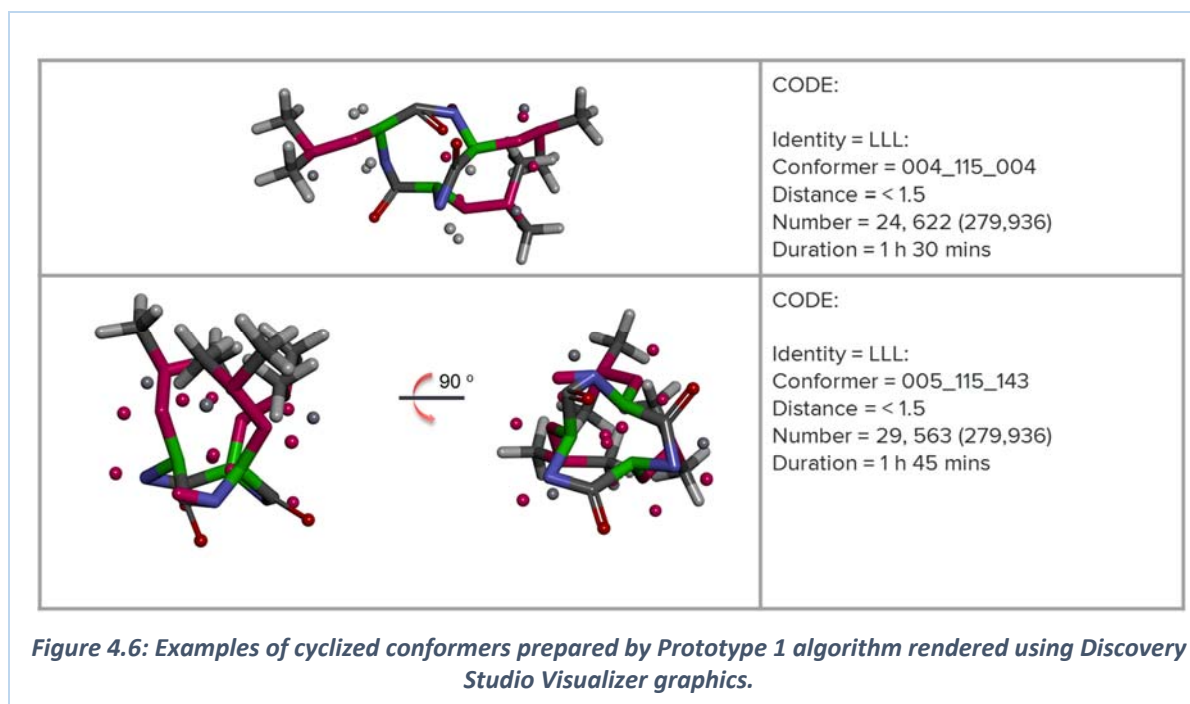 CODE:
Identity = LLL:
Conformer = 004_115_004
Distance = < 1.5
Number = 24, 622 (279,936)
Duration = 1 h 30 mins
90 º
CODE:
Identity = LLL:
Conformer = 005_115_143
Distance = < 1.5
Number = 29, 563 (279,936)
Duration = 1 h 45 mins
Figure 4.6: Examples of cyclized conformers prepared by Prototype 1 algorithm rendered using Discovery
Studio Visualizer graphics.